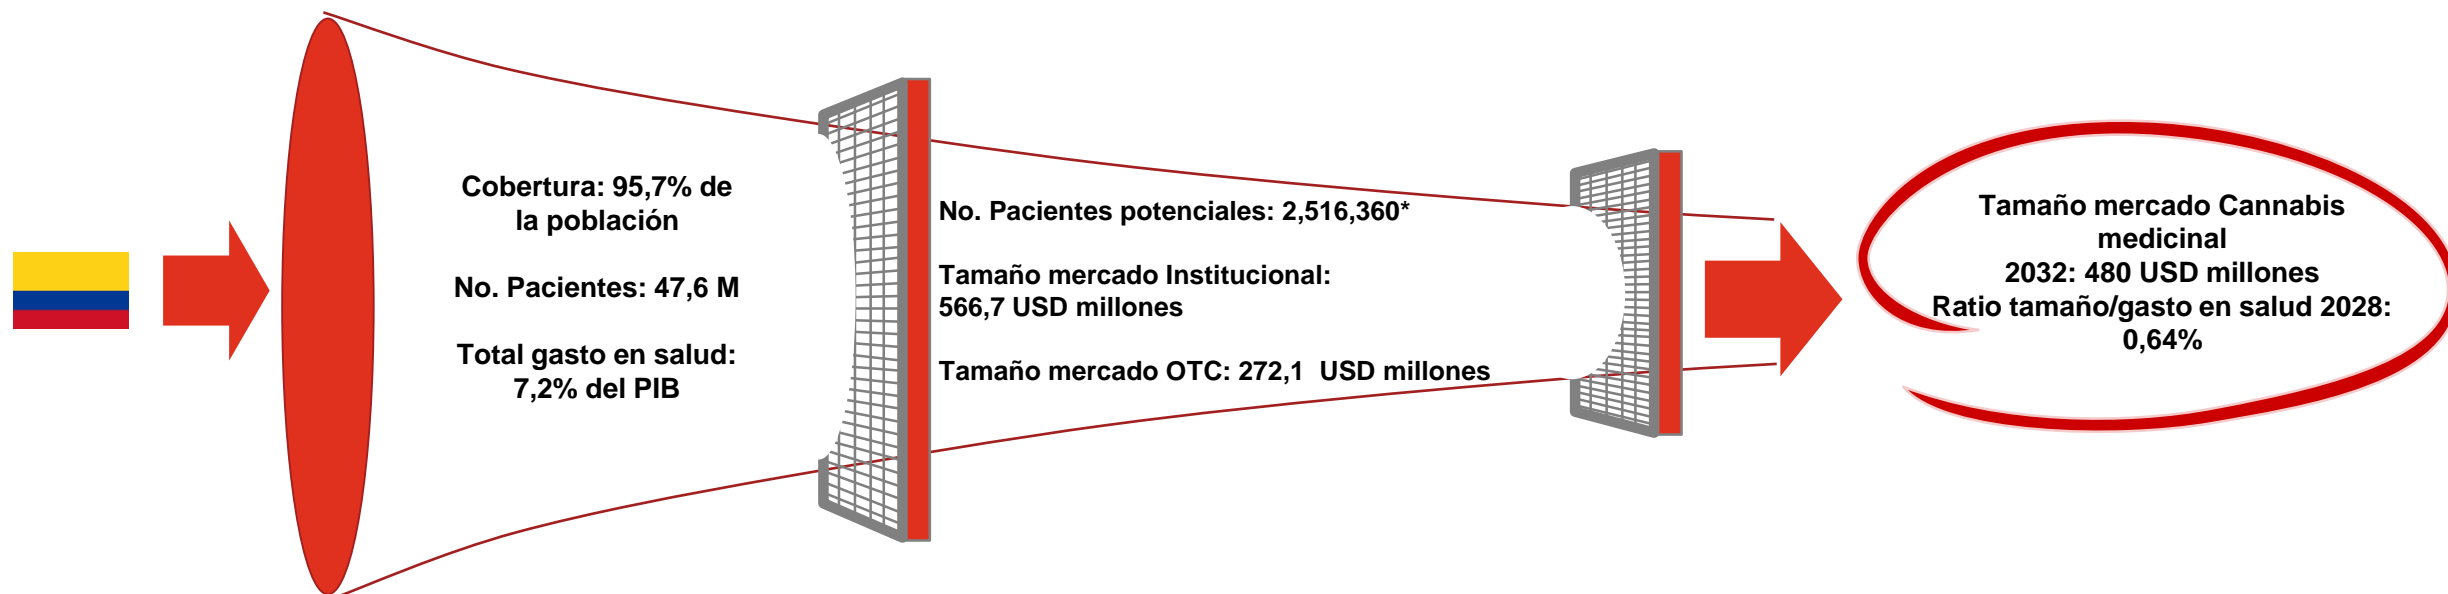 Cobertura: 95,7% de
la población
No. Pacientes: 47,6 M
Total gasto en salud:
7,2% del PIB
No. Pacientes potenciales: 2,516,360*
Tamaño mercado Institucional:
566,7 USD millones
Tamaño mercado OTC: 272,1  USD millones
Tamaño mercado Cannabis
medicinal
2032: 480 USD millones
Ratio tamaño/gasto en salud 2028:
0,64%